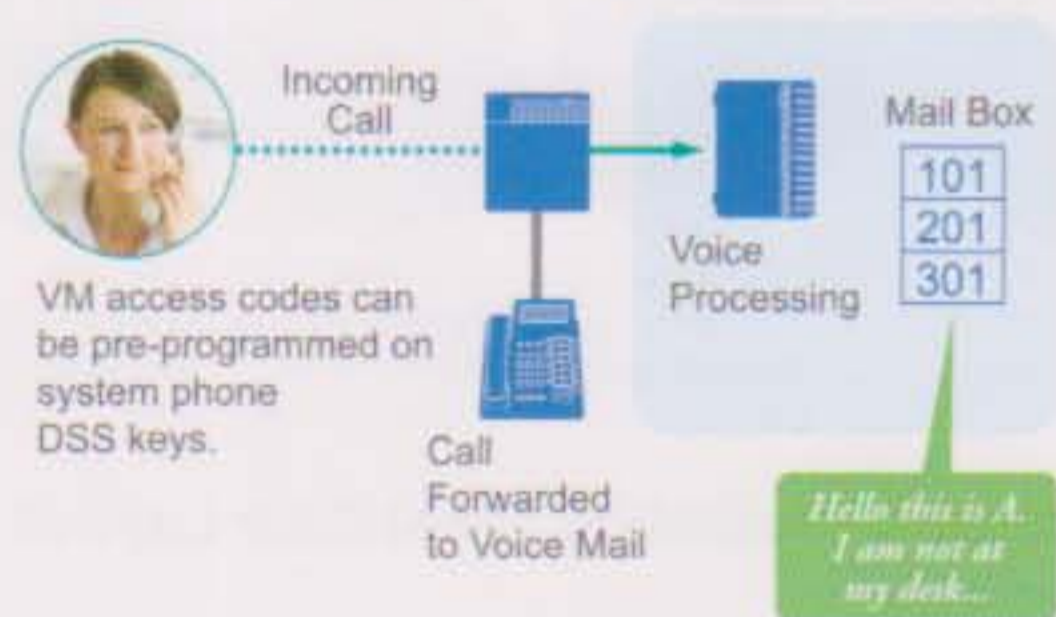 Incoming
Call
Mail Box
101
201
301
Voice
Processing
VM access codes can
be pre-programmed on
system phone
DSS keys.
Call
Forwarded
to Voice Mail
Hello this is A.
I am not at
my desk...